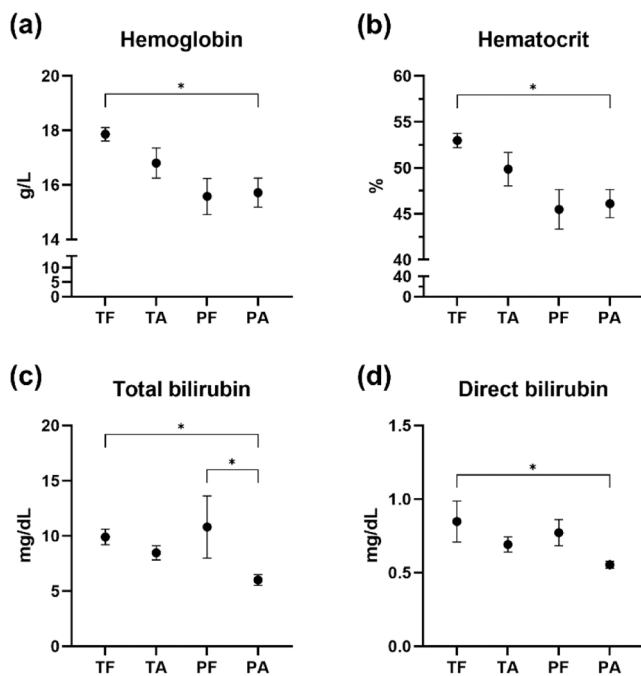 (a)
Hemoglobin
20
18
16
14
10
5
0
g/L
*
TF TA PF PA
(b)
Hematocrit
60
55
50
45
40
40
20
0
%
*
TF TA PF PA
(c)
Total bilirubin
20
15
10
5
0
mg/dL
*
*
TF TA PF PA
(d)
Direct bilirubin
1.5
1.0
0.5
0.0
mg/dL
*
TF TA PF PA